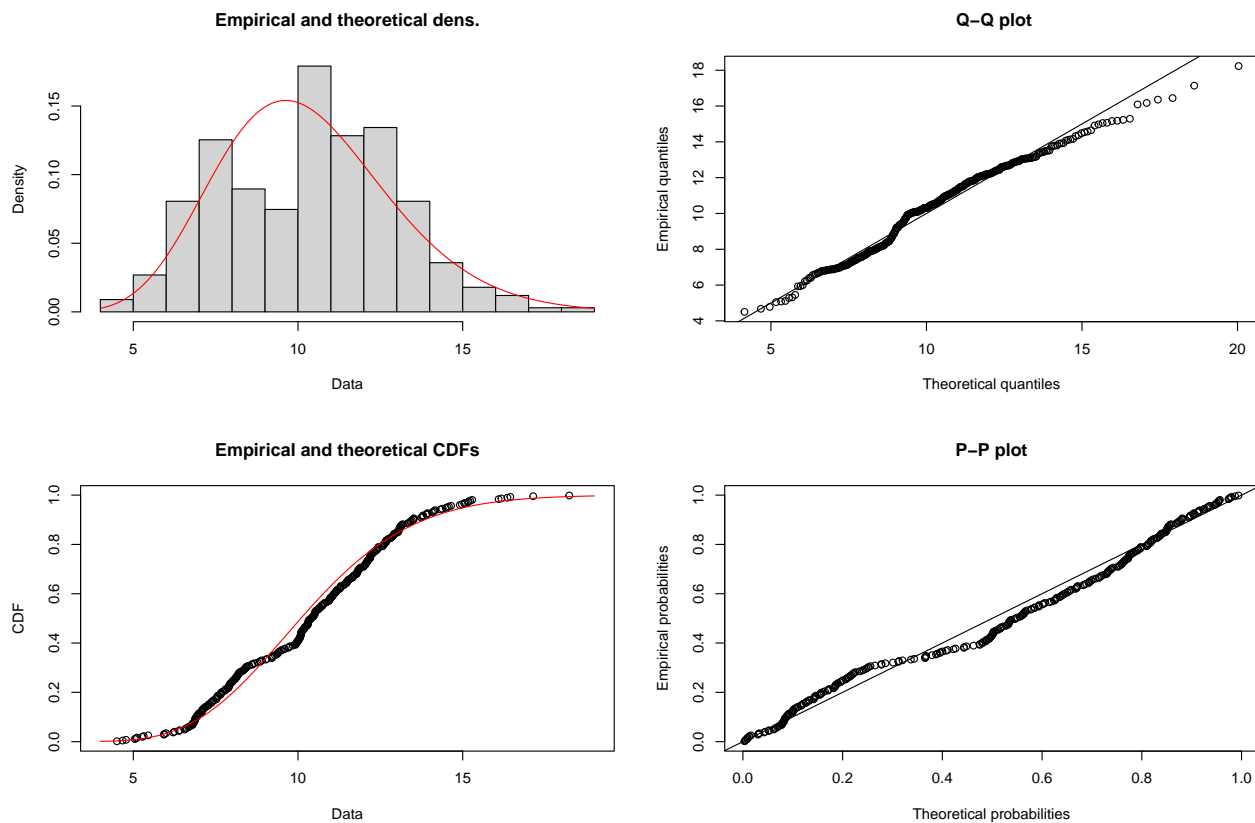 Empirical and theoretical dens.
Density
0.00 0.05 0.10 0.15
5 10 15
Data
Q−Q plot
Empirical quantiles
4 6 8 10 12 14 16 18
5 10 15 20
Theoretical quantiles
Empirical and theoretical CDFs
CDF
0.0 0.2 0.4 0.6 0.8 1.0
5 10 15
Data
P−P plot
Empirical probabilities
0.0 0.2 0.4 0.6 0.8 1.0
0.0 0.2 0.4 0.6 0.8 1.0
Theoretical probabilities